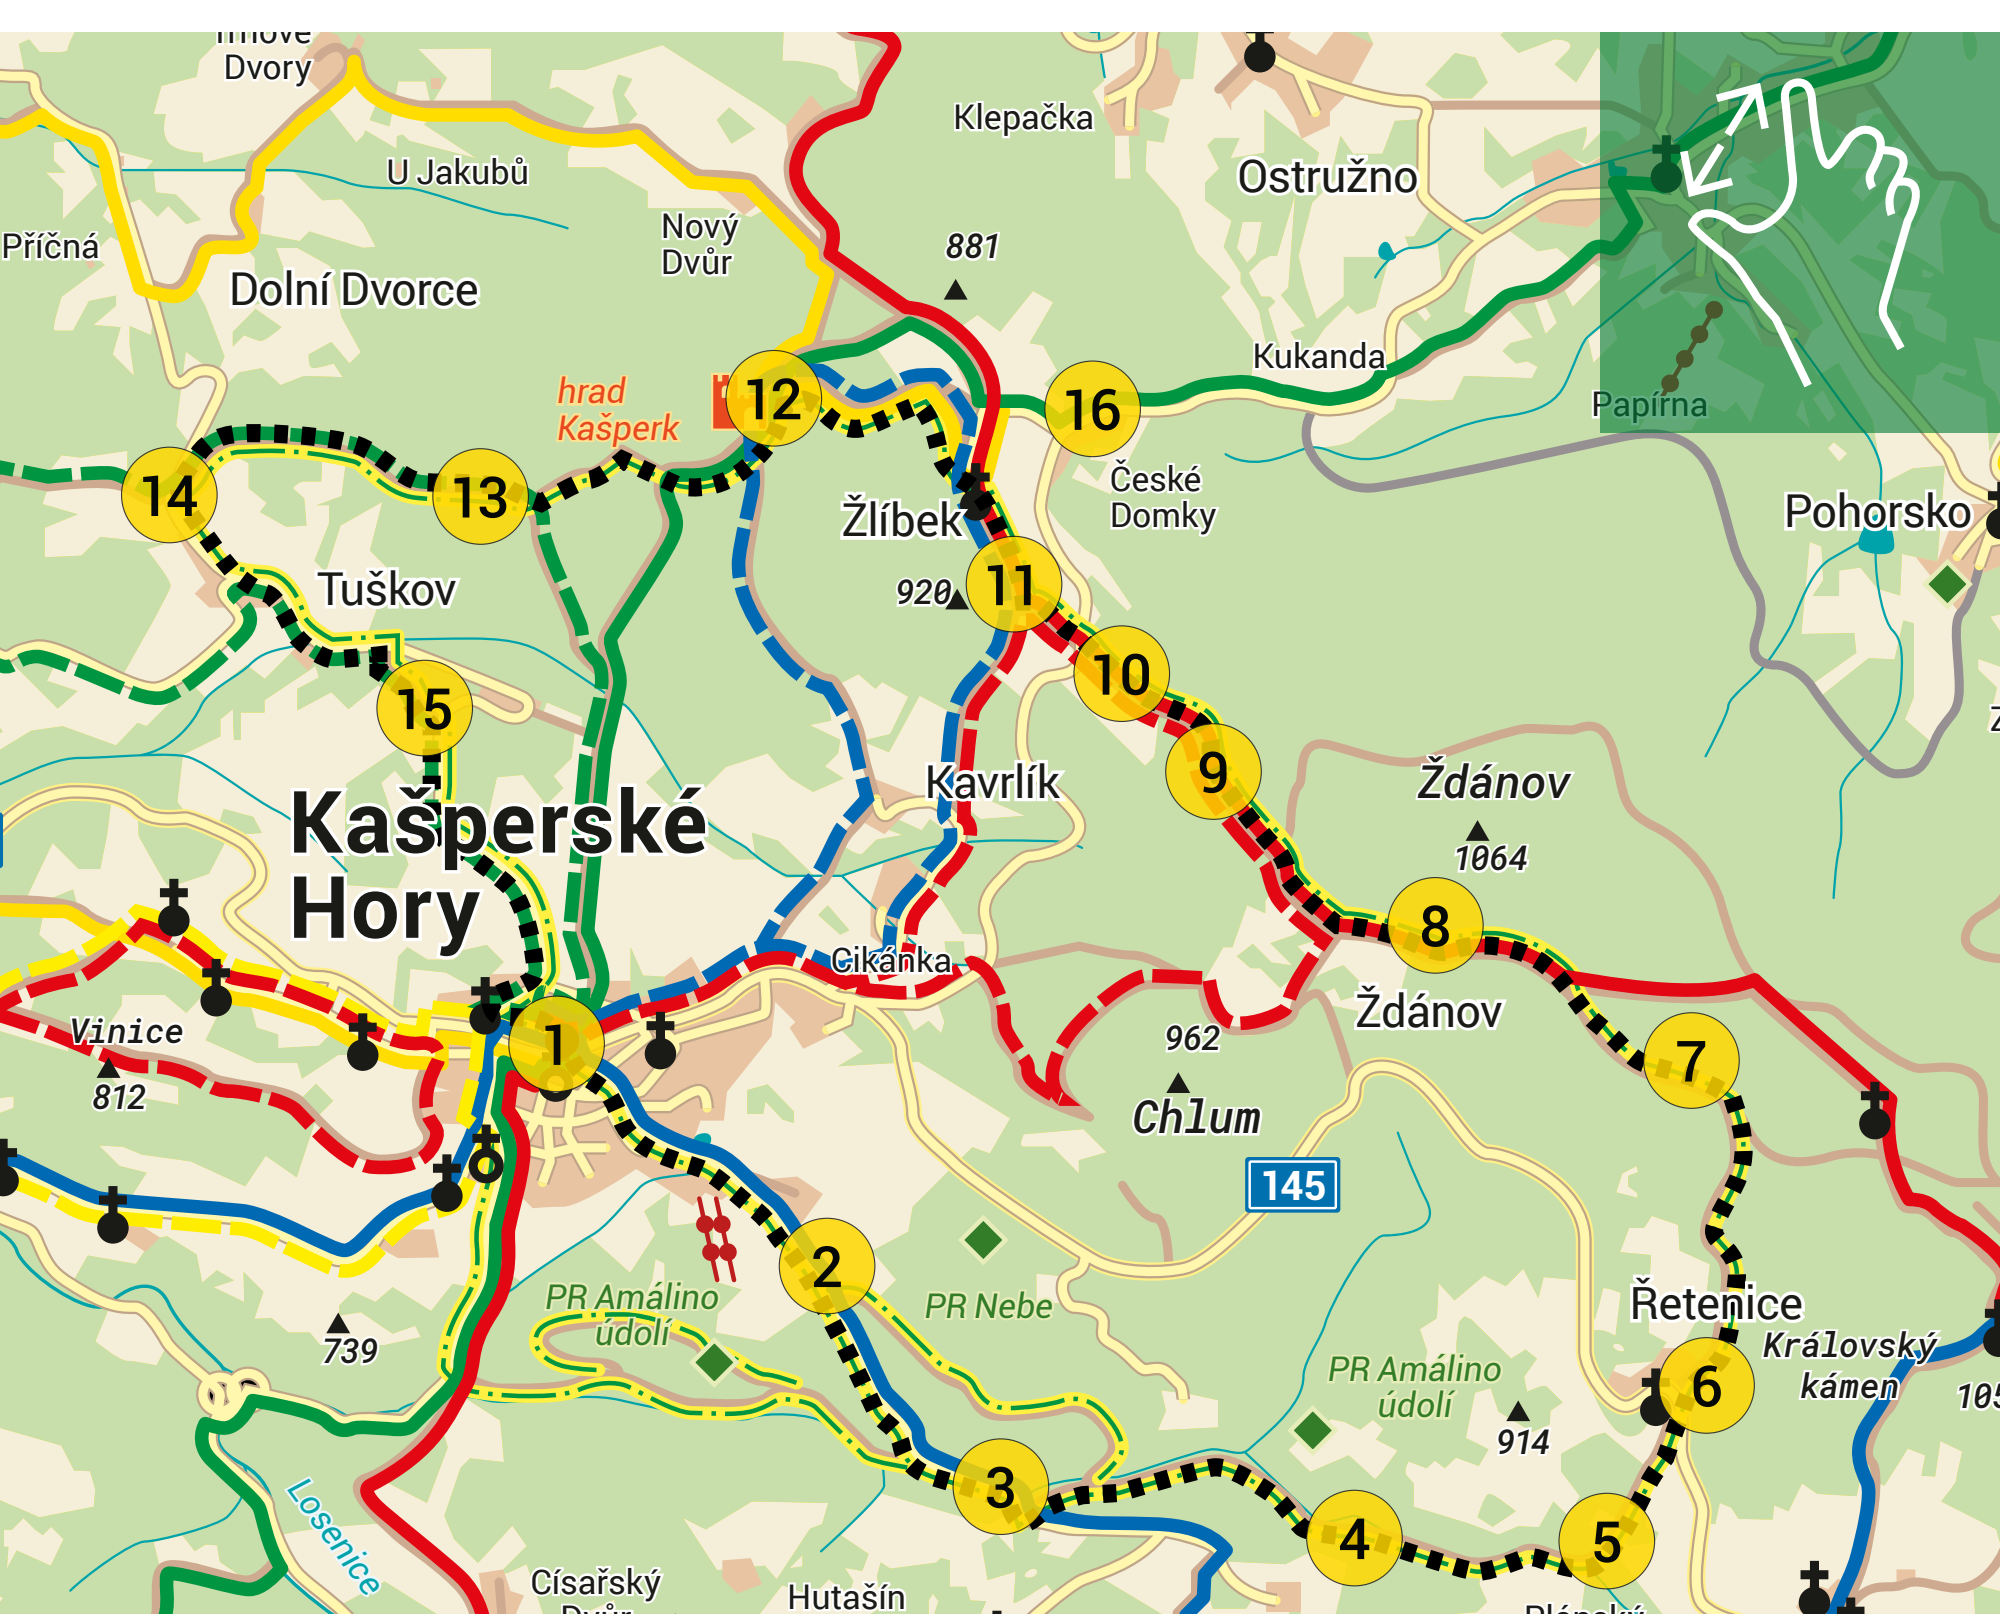 Dvory
Klepačka
U Jakubů
Ostružno
Nový
Dvůr
881
Příčná
Dolní Dvorce
Kukanda
hrad
Kašperk
12
16
Papírna
14
13
České
Domky
Žlíbek
Pohorsko
11
920
Tuškov
10
15
9
Kavrlík
Ždánov
1064
Kašperské
Hory
8
Cikánka
Ždánov
Vinice
812
1
962
7
Chlum
145
2
PR Amálino
údolí
PR Nebe
Řetenice
739
Královský
kámen
6
PR Amálino
údolí
914
3
4
5
Losenice
Císařský
Hutašín